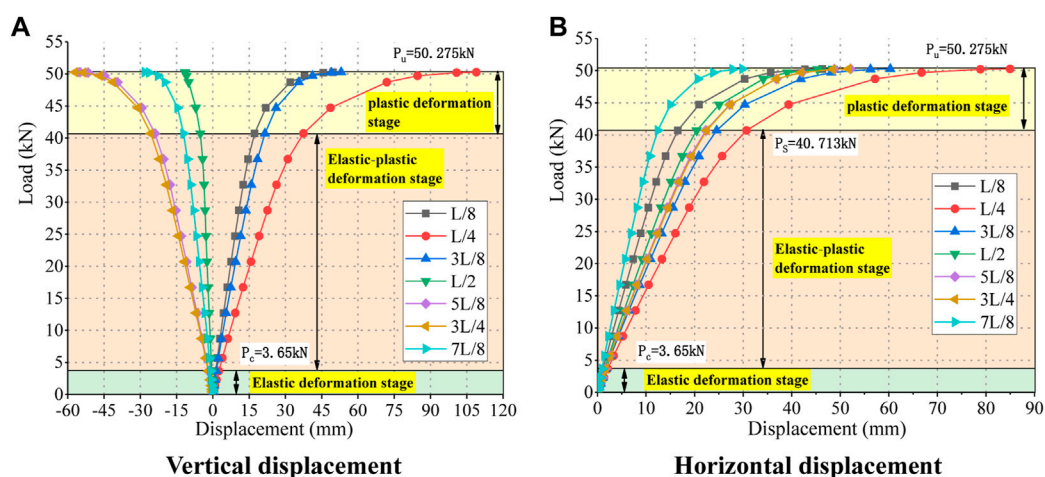 A
55
50
45
40
35
30
25
20
15
10
5
0
Load (kN)
Pu=50.275kN
plastic deformation
stage
Elastic-plastic
deformation stage
L/8
L/4
3L/8
L/2
5L/8
3L/4
7L/8
Pc=3.65kN
Elastic deformation stage
-60 -45 -30 -15 0 15 30 45 60 75 90 105 120
Displacement (mm)
Vertical displacement
B
55
50
45
40
35
30
25
20
15
10
5
0
Load (kN)
Pu=50.275kN
plastic deformation stage
PS=40.713kN
Elastic-plastic
deformation stage
L/8
L/4
3L/8
L/2
5L/8
3L/4
7L/8
Pc=3.65kN
Elastic deformation stage
0 10 20 30 40 50 60 70 80 90
Displacement (mm)
Horizontal displacement